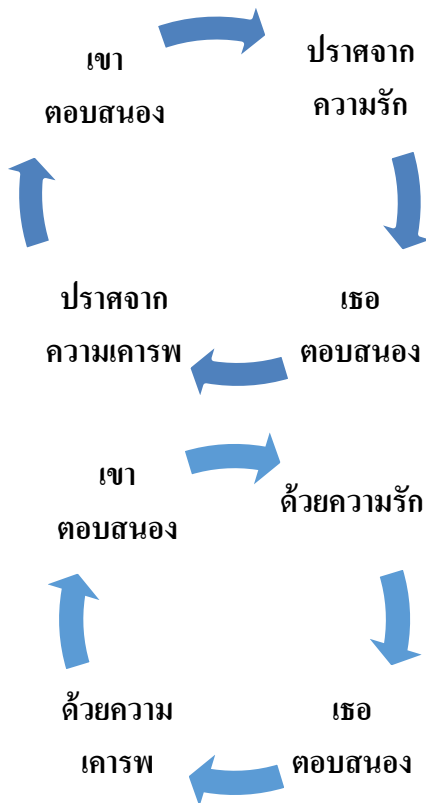 เขา
ตอบสนอง
ปราศจาก
ความรัก
เธอ
ตอบสนอง
ปราศจาก
ความเคารพ
เขา
ตอบสนอง
ด้วยความรัก
เธอ
ตอบสนอง
ด้วยความ
เคารพ